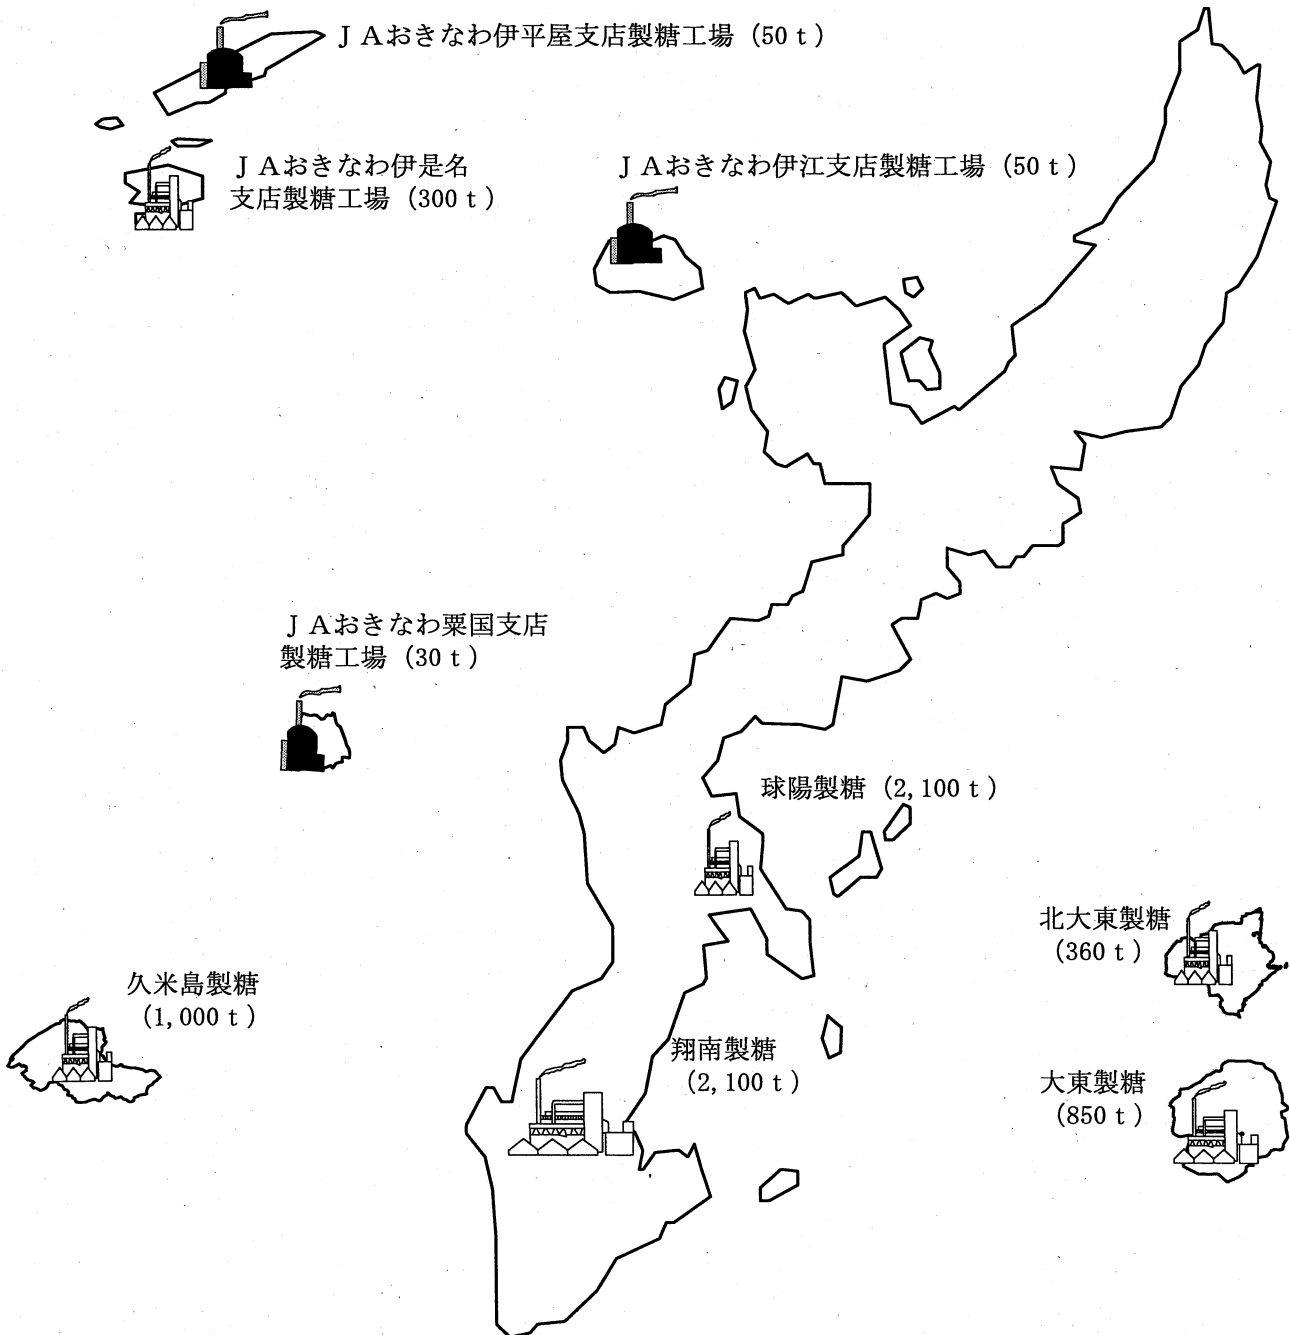 ＪＡおきなわ伊平屋支店製糖工場（50ｔ）
ＪＡおきなわ伊是名
支店製糖工場（300ｔ）
ＪＡおきなわ伊江支店製糖工場（50ｔ）
ＪＡおきなわ粟国支店
製糖工場（30ｔ）
球陽製糖（2,100ｔ）
北大東製糖
（360ｔ）
久米島製糖
（1,000ｔ）
翔南製糖
（2,100ｔ）
大東製糖
（850ｔ）